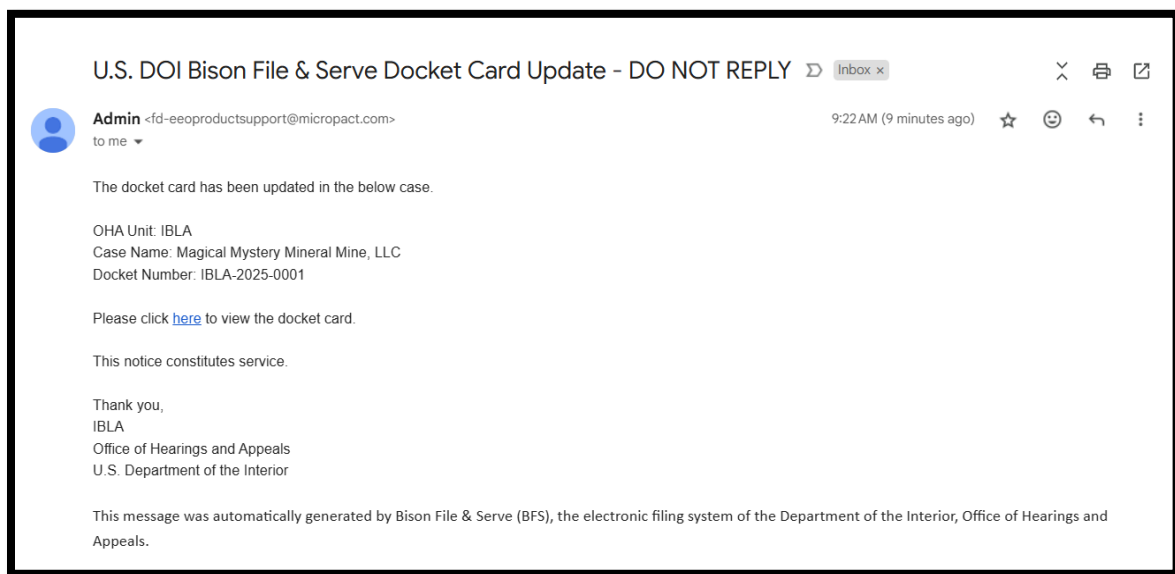 U.S. DOI Bison File & Serve Docket Card Update - DO NOT REPLY Inbox ×
Admin <fd-eeoproductsupport@micropact.com> 9:22 AM (9 minutes ago)
to me
The docket card has been updated in the below case.
OHA Unit: IBLA
Case Name: Magical Mystery Mineral Mine, LLC
Docket Number: IBLA-2025-0001
Please click here to view the docket card.
This notice constitutes service.
Thank you,
IBLA
Office of Hearings and Appeals
U.S. Department of the Interior
This message was automatically generated by Bison File & Serve (BFS), the electronic filing system of the Department of the Interior, Office of Hearings and
Appeals.